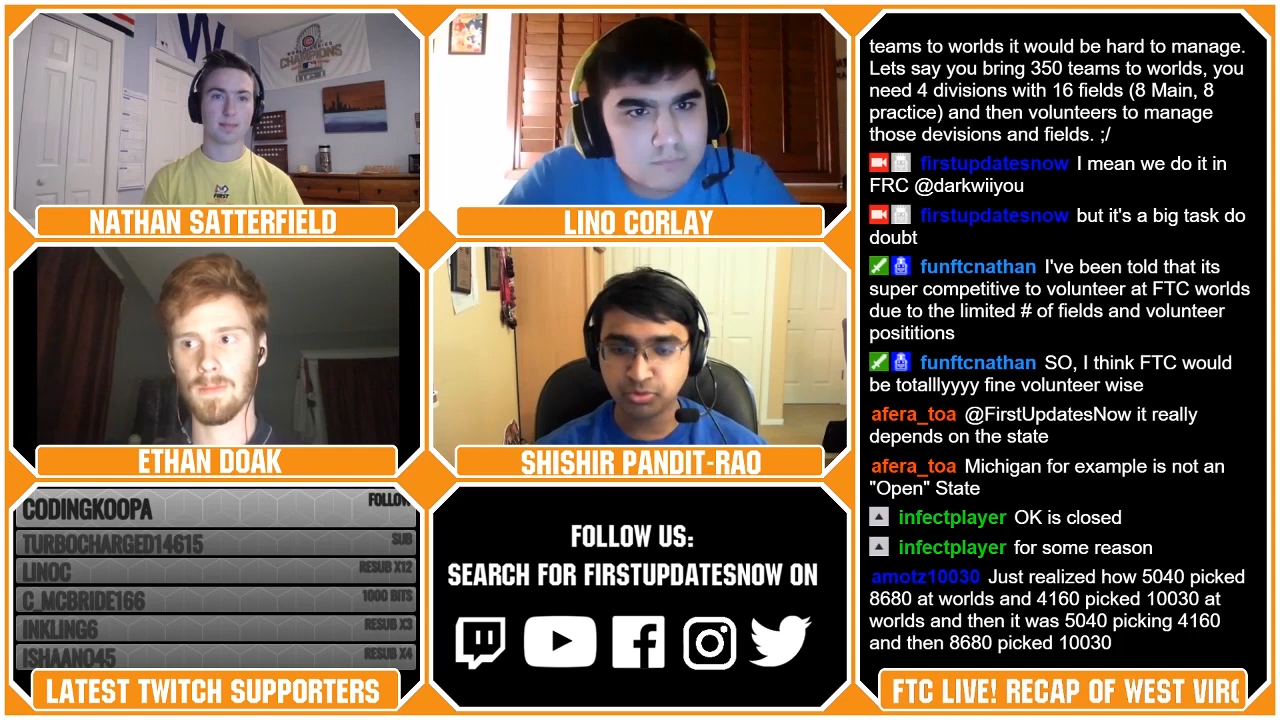 WORLD SERIES
CHAMPIONS
W
FIRST
NATHAN SATTERFIELD
LINO CORLAY
ETHAN DOAK
SHISHIR PANDIT-RAO
CODINGKOOPA FOLLOW
TURBOCHARGED14615 SUB
LINOC RESUB X12
C_MCBRIDE166 1000 BITS
INKLING6 RESUB X3
ISHAAN045 RESUB X4
LATEST TWITCH SUPPORTERS
FOLLOW US:
SEARCH FOR FIRSTUPDATESNOW ON
teams to worlds it would be hard to manage.
Lets say you bring 350 teams to worlds, you
need 4 divisions with 16 fields (8 Main, 8
practice) and then volunteers to manage
those devisions and fields. ;/
firstupdatesnow I mean we do it in
FRC @darkwiiyou
firstupdatesnow but it's a big task do
doubt
funftcnathan I've been told that its
super competitive to volunteer at FTC worlds
due to the limited # of fields and volunteer
posititions
funftcnathan SO, I think FTC would
be totalllyyyy fine volunteer wise
afera_toa @FirstUpdatesNow it really
depends on the state
afera_toa Michigan for example is not an
"Open" State
infectplayer OK is closed
infectplayer for some reason
amotz10030 Just realized how 5040 picked
8680 at worlds and 4160 picked 10030 at
worlds and then it was 5040 picking 4160
and then 8680 picked 10030
FTC LIVE! RECAP OF WEST VIRG